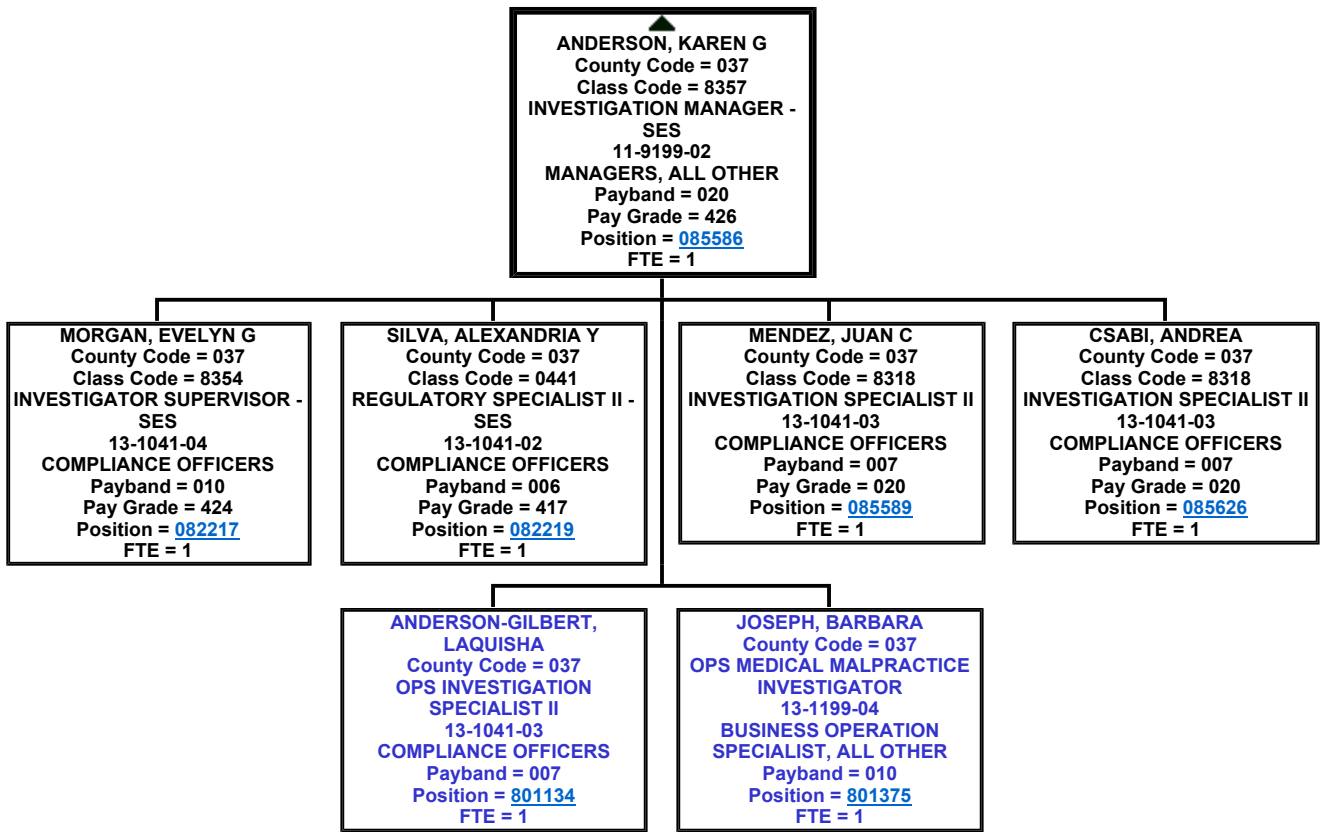 ANDERSON, KAREN G
County Code = 037
Class Code = 8357
INVESTIGATION MANAGER -
SES
11-9199-02
MANAGERS, ALL OTHER
Payband = 020
Pay Grade = 426
Position = 085586
FTE = 1
MORGAN, EVELYN G
County Code = 037
Class Code = 8354
INVESTIGATOR SUPERVISOR -
SES
13-1041-04
COMPLIANCE OFFICERS
Payband = 010
Pay Grade = 424
Position = 082217
FTE = 1
SILVA, ALEXANDRIA Y
County Code = 037
Class Code = 0441
REGULATORY SPECIALIST II -
SES
13-1041-02
COMPLIANCE OFFICERS
Payband = 006
Pay Grade = 417
Position = 082219
FTE = 1
MENDEZ, JUAN C
County Code = 037
Class Code = 8318
INVESTIGATION SPECIALIST II
13-1041-03
COMPLIANCE OFFICERS
Payband = 007
Pay Grade = 020
Position = 085589
FTE = 1
CSABI, ANDREA
County Code = 037
Class Code = 8318
INVESTIGATION SPECIALIST II
13-1041-03
COMPLIANCE OFFICERS
Payband = 007
Pay Grade = 020
Position = 085626
FTE = 1
ANDERSON-GILBERT,
LAQUISHA
County Code = 037
OPS INVESTIGATION
SPECIALIST II
13-1041-03
COMPLIANCE OFFICERS
Payband = 007
Position = 801134
FTE = 1
JOSEPH, BARBARA
County Code = 037
OPS MEDICAL MALPRACTICE
INVESTIGATOR
13-1199-04
BUSINESS OPERATION
SPECIALIST, ALL OTHER
Payband = 010
Position = 801375
FTE = 1